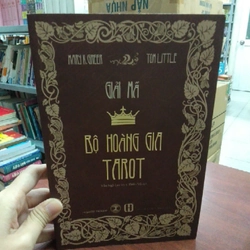 MARY K. GREER
TOM LITTLE
GIẢI MÃ
BỘ HOÀNG GIA
TAROT